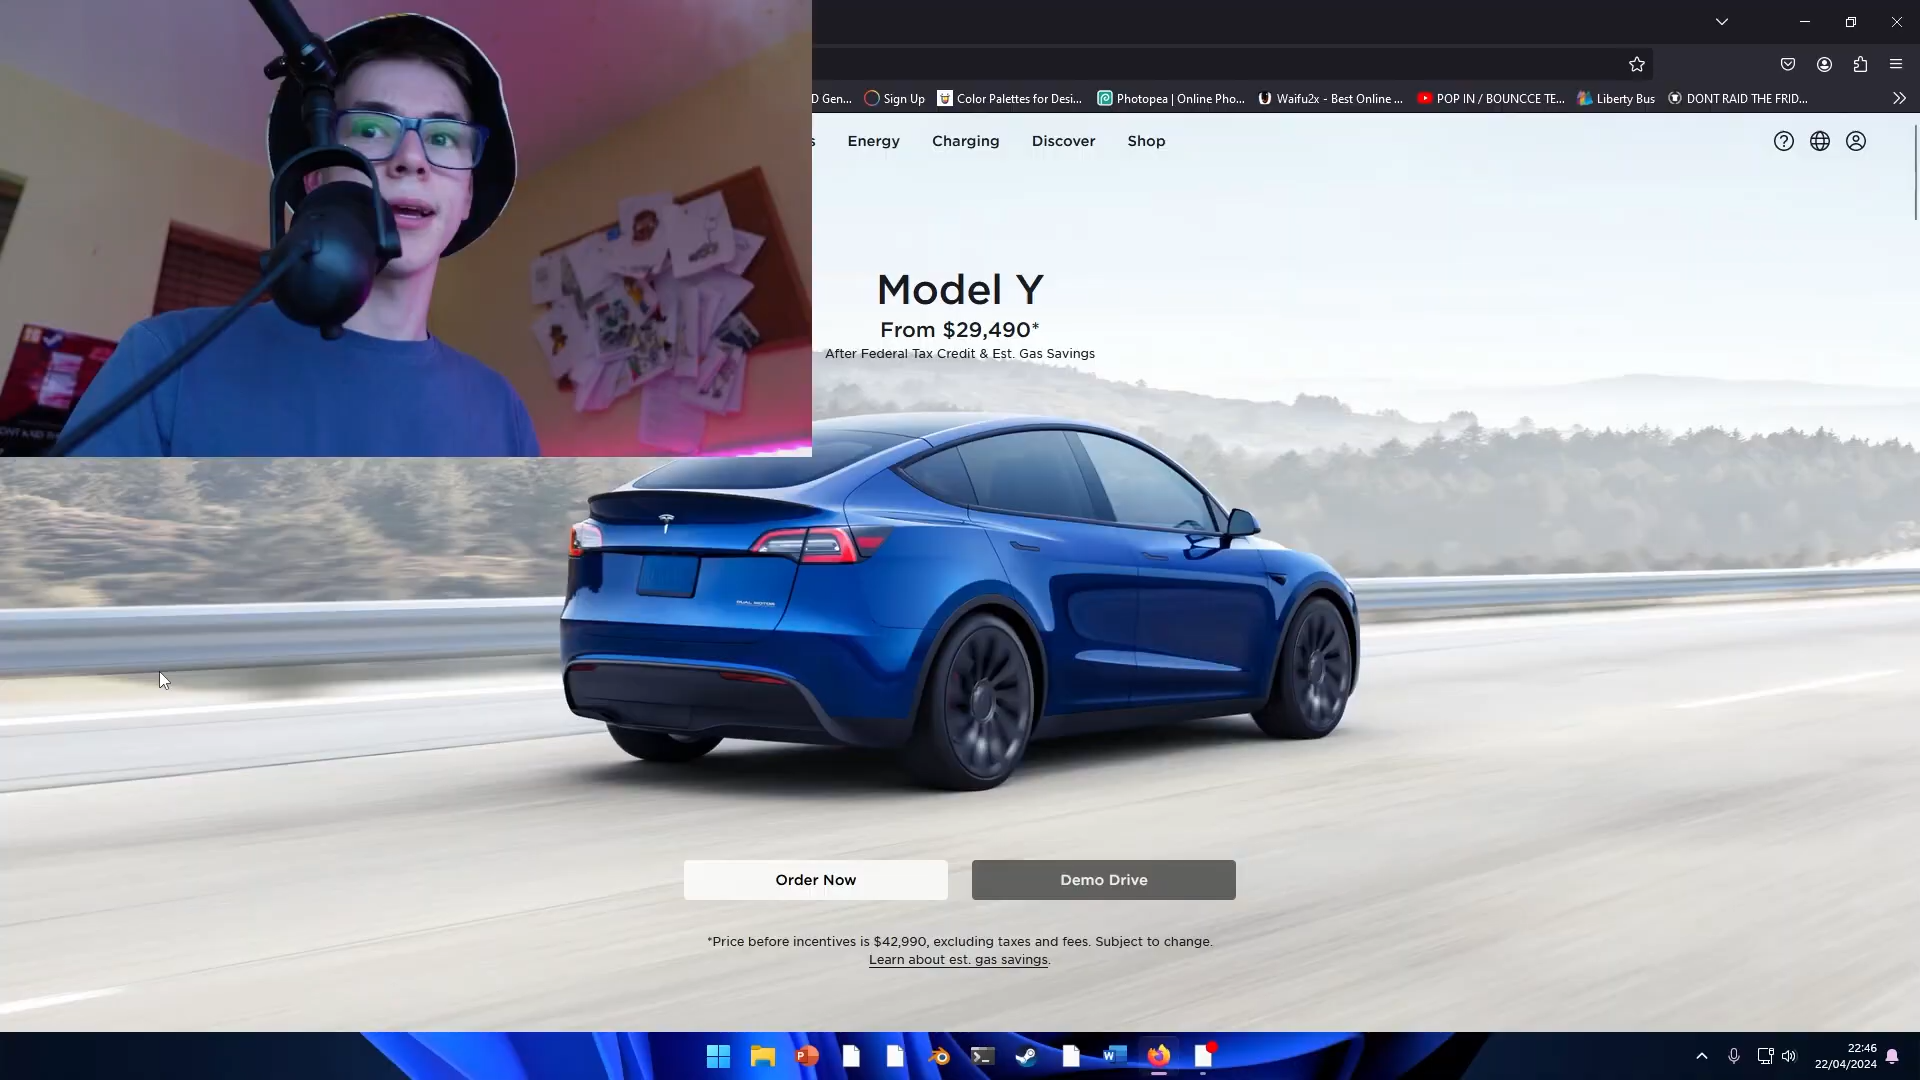 D Gen...
Sign Up
Color Palettes for Desi...
Photopea | Online Pho...
Waifu2x - Best Online ...
POP IN / BOUNCCE TE...
Liberty Bus
DONT RAID THE FRID...
s
Energy
Charging
Discover
Shop
Model Y
From $29,490*
After Federal Tax Credit & Est. Gas Savings
DUAL MOTOR
Order Now
Demo Drive
*Price before incentives is $42,990, excluding taxes and fees. Subject to change.
Learn about est. gas savings.
22:46
22/04/2024